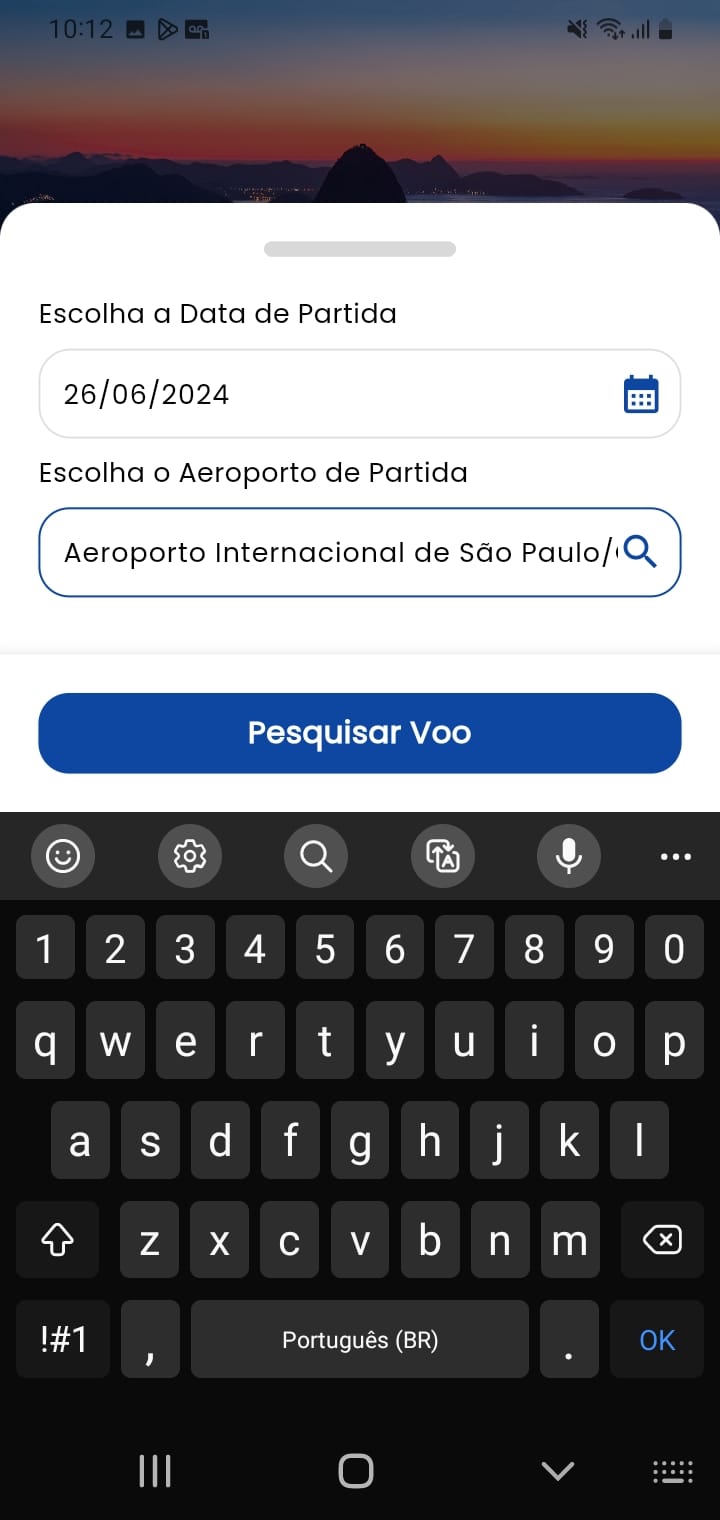 10:12
Escolha a Data de Partida
26/06/2024
Escolha o Aeroporto de Partida
Aeroporto Internacional de São Paulo/
Pesquisar Voo
1 2 3 4 5 6 7 8 9 0
q w e r t y u i o p
a s d f g h j k l
z x c v b n m
!#1 , Português (BR) . OK